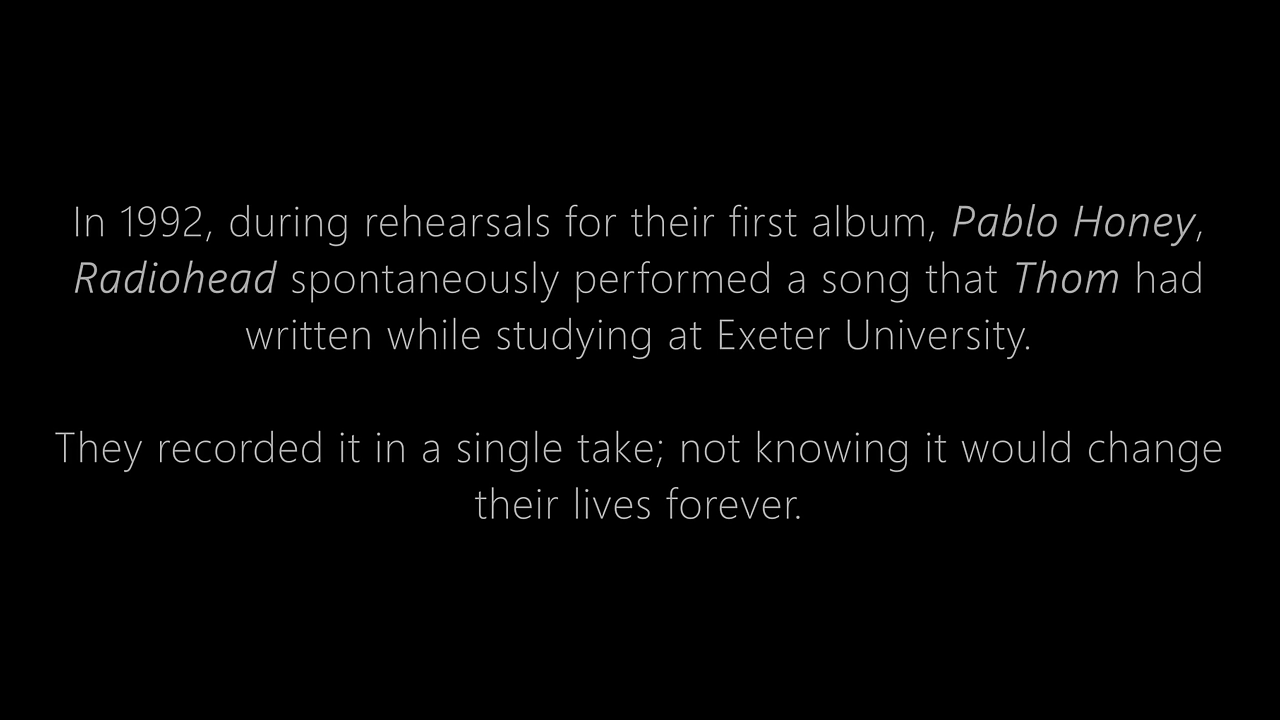 In 1992, during rehearsals for their first album, Pablo Honey,
Radiohead spontaneously performed a song that Thom had
written while studying at Exeter University.
They recorded it in a single take; not knowing it would change
their lives forever.